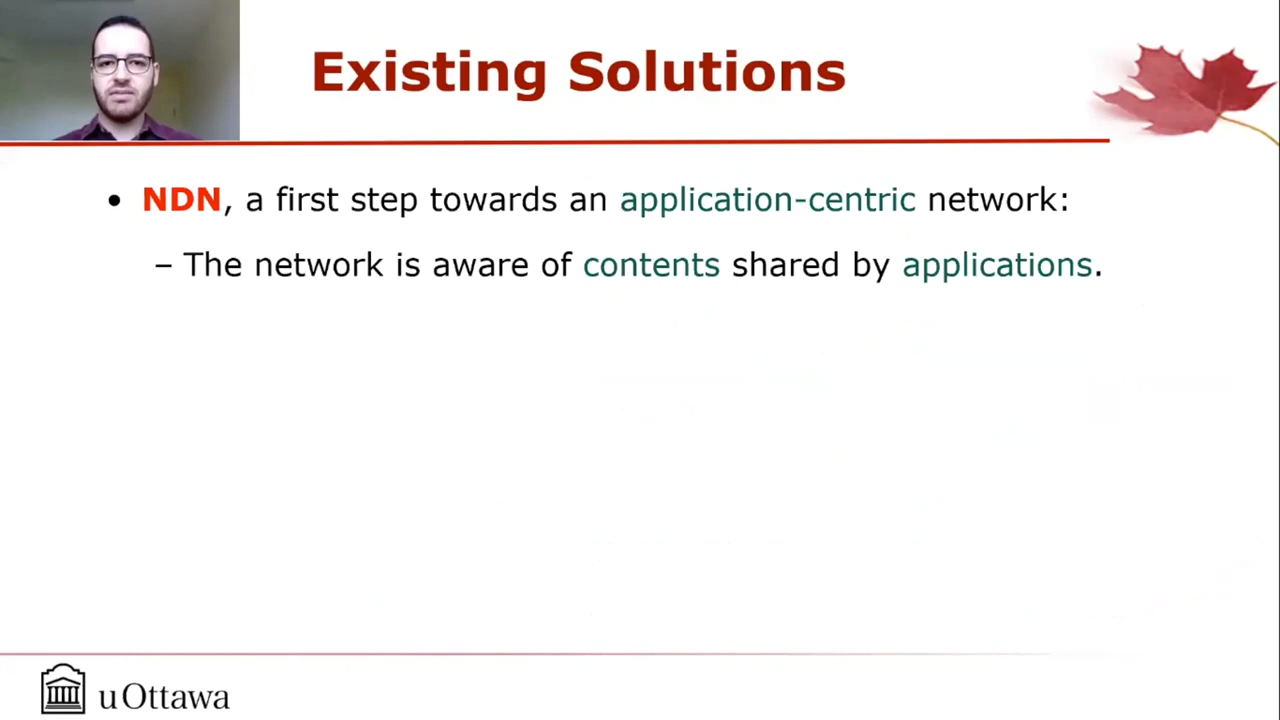 Existing Solutions
• NDN, a first step towards an application-centric network:
– The network is aware of contents shared by applications.
uOttawa